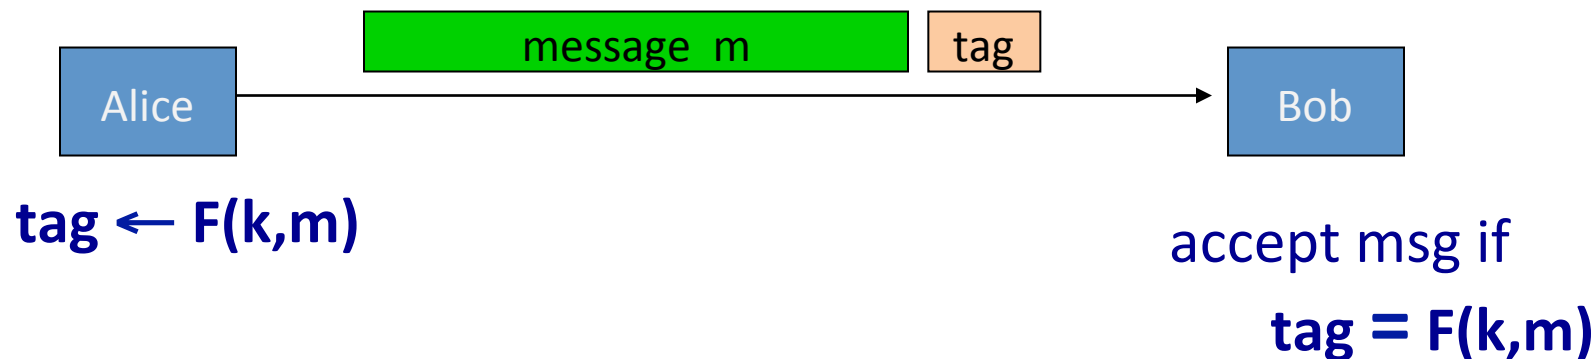 message m
tag
Alice
Bob
tag ← F(k,m)
accept msg if
tag = F(k,m)